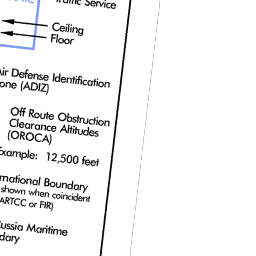 Traffic Service
Ceiling
Floor
Air Defense Identification
one (ADIZ)
Off Route Obstruction
Clearance Altitudes
(OROCA)
Example: 12,500 feet
rnational Boundary
shown when coincident
ARTCC or FIR)
ussia Maritime
dary